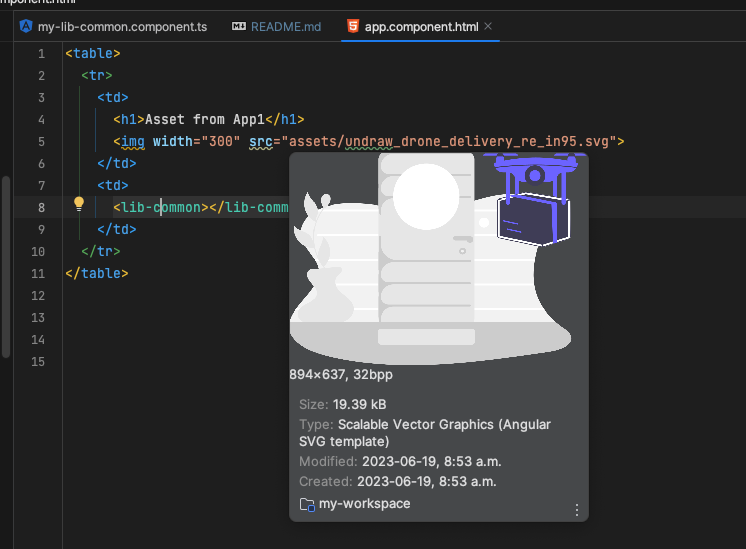 mponent.html
my-lib-common.component.ts
README.md
app.component.html
1 <table>
2 <tr>
3 <td>
4 <h1>Asset from App1</h1>
5 <img width="300" src="assets/undraw_drone_delivery_re_in95.svg">
6 </td>
7 <td>
8 <lib-common></lib-comm
9 </td>
10 </tr>
11 </table>
12
13
14
15
894×637, 32bpp
Size: 19.39 kB
Type: Scalable Vector Graphics (Angular
SVG template)
Modified: 2023-06-19, 8:53 a.m.
Created: 2023-06-19, 8:53 a.m.
my-workspace